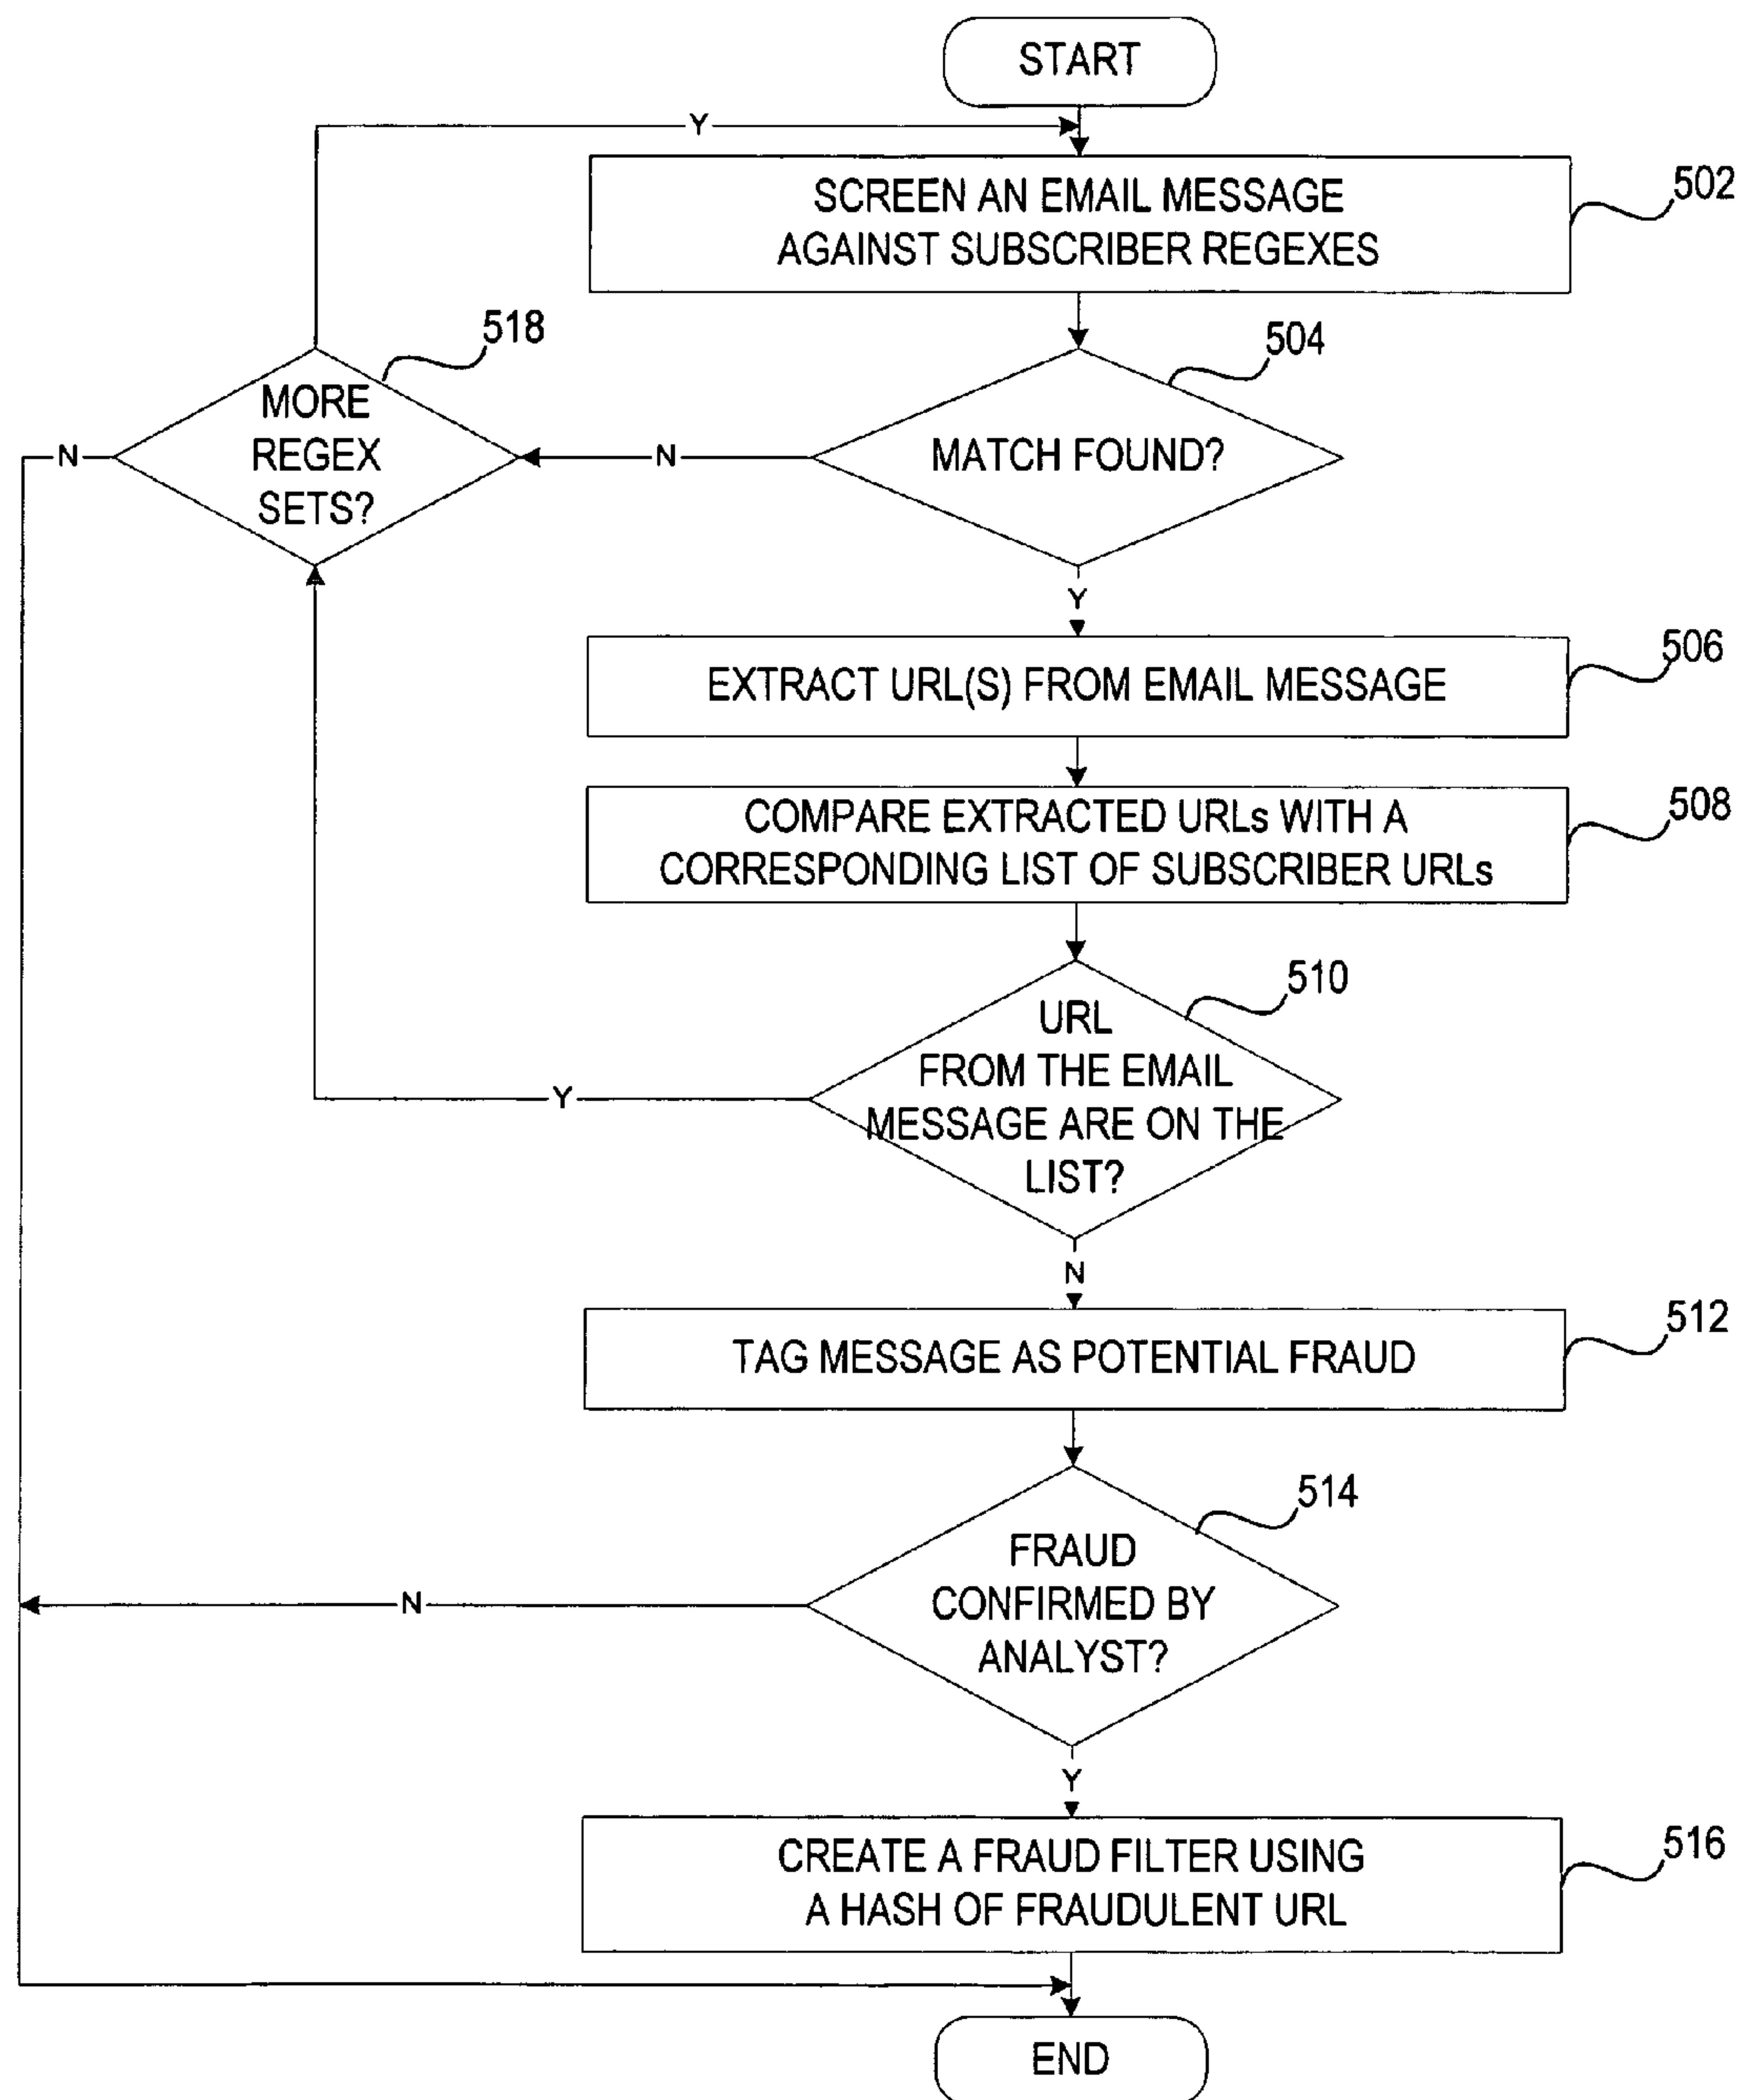 START
Y
SCREEN AN EMAIL MESSAGE
AGAINST SUBSCRIBER REGEXES
502
518
504
MORE
REGEX
SETS?
N
N
MATCH FOUND?
Y
506
EXTRACT URL(S) FROM EMAIL MESSAGE
508
COMPARE EXTRACTED URLs WITH A
CORRESPONDING LIST OF SUBSCRIBER URLs
510
URL
FROM THE EMAIL
MESSAGE ARE ON THE
LIST?
Y
N
512
TAG MESSAGE AS POTENTIAL FRAUD
514
FRAUD
CONFIRMED BY
ANALYST?
N
Y
516
CREATE A FRAUD FILTER USING
A HASH OF FRAUDULENT URL
END